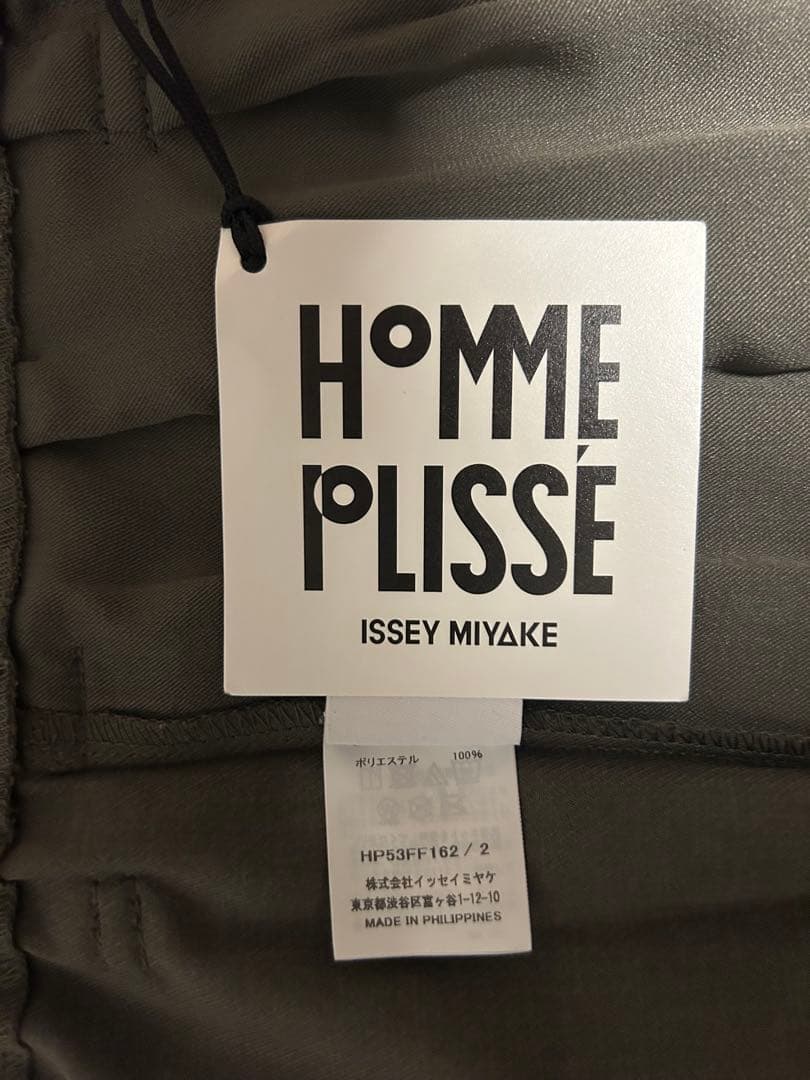 HOMME
PLISSÉ
ISSEY MIYAKE
ポリエステル 100%
HP53FF162 / 2
株式会社イッセイミヤケ
東京都渋谷区富ヶ谷1-12-10
MADE IN PHILIPPINES